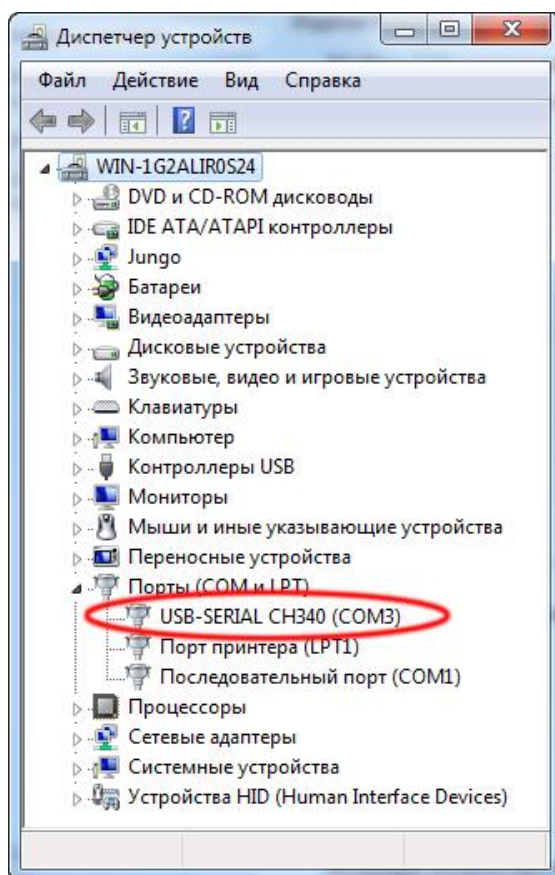 Диспетчер устройств
Файл Действие Вид Справка
WIN-1G2ALIR0S24
DVD и CD-ROM дисководы
IDE ATA/ATAPI контроллеры
Jungo
Батареи
Видеоадаптеры
Дисковые устройства
Звуковые, видео и игровые устройства
Клавиатуры
Компьютер
Контроллеры USB
Мониторы
Мыши и иные указывающие устройства
Переносные устройства
Порты (COM и LPT)
USB-SERIAL CH340 (COM3)
Порт принтера (LPT1)
Последовательный порт (COM1)
Процессоры
Сетевые адаптеры
Системные устройства
Устройства HID (Human Interface Devices)